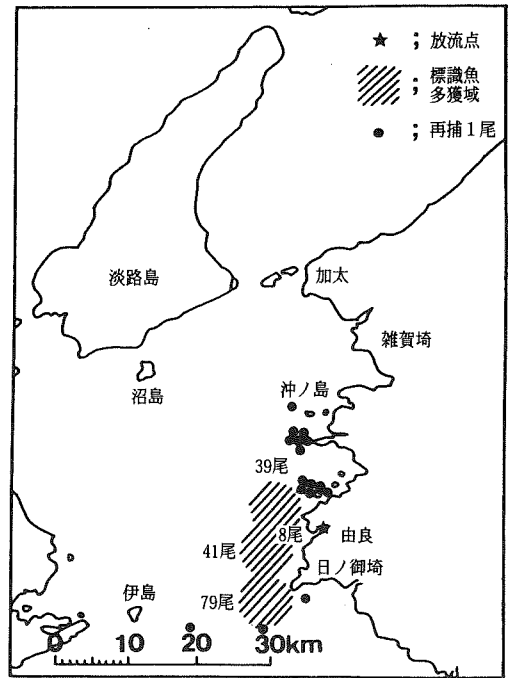 ★ ; 放流点
; 標識魚
多獲域
● ; 再捕1尾
淡路島
加太
雑賀埼
沼島
沖ノ島
39尾
8尾
由良
41尾
日ノ御埼
伊島
79尾
0 10 20 30km